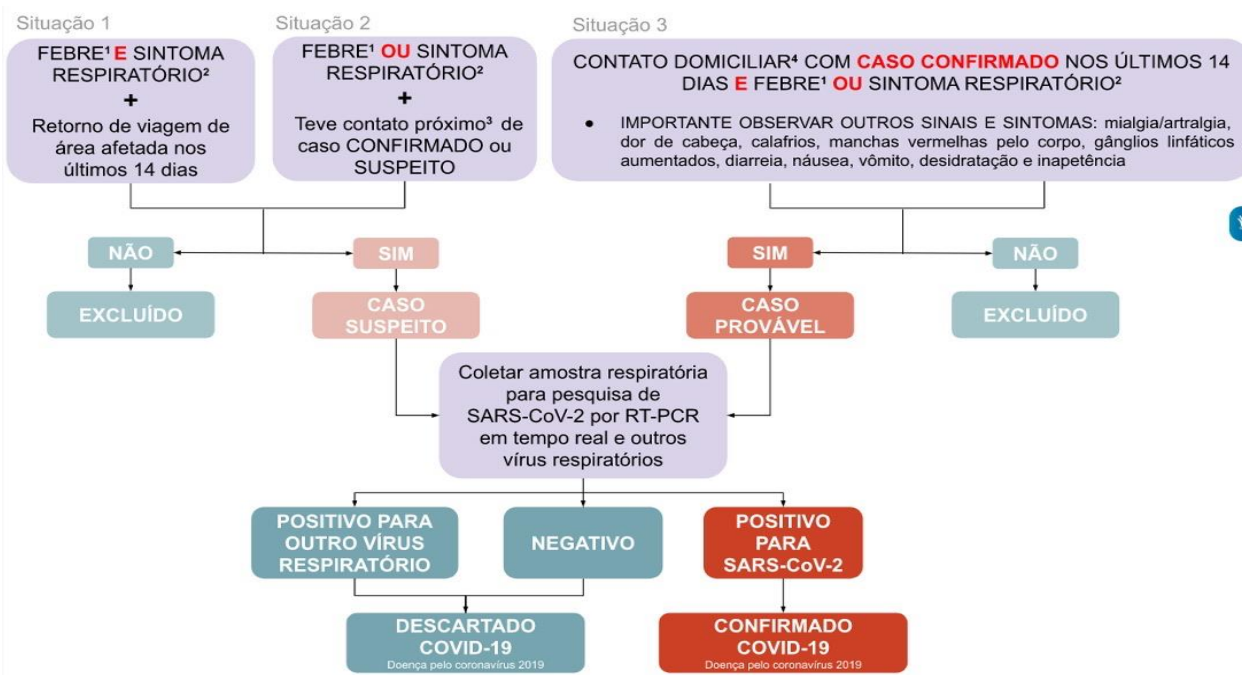 Situação 1
FEBRE¹ E SINTOMA
RESPIRATÓRIO²
+
Retorno de viagem de
área afetada nos
últimos 14 dias
Situação 2
FEBRE¹ OU SINTOMA
RESPIRATÓRIO²
+
Teve contato próximo³ de
caso CONFIRMADO ou
SUSPEITO
Situação 3
CONTATO DOMICILIAR⁴ COM CASO CONFIRMADO NOS ÚLTIMOS 14
DIAS E FEBRE¹ OU SINTOMA RESPIRATÓRIO²
● IMPORTANTE OBSERVAR OUTROS SINAIS E SINTOMAS: mialgia/artralgia,
dor de cabeça, calafrios, manchas vermelhas pelo corpo, gânglios linfáticos
aumentados, diarreia, náusea, vômito, desidratação e inapetência
NÃO
SIM
SIM
NÃO
EXCLUÍDO
CASO
SUSPEITO
CASO
PROVÁVEL
EXCLUÍDO
Coletar amostra respiratória
para pesquisa de
SARS-CoV-2 por RT-PCR
em tempo real e outros
vírus respiratórios
POSITIVO PARA
OUTRO VÍRUS
RESPIRATÓRIO
NEGATIVO
POSITIVO
PARA
SARS-CoV-2
DESCARTADO
COVID-19
Doença pelo coronavírus 2019
CONFIRMADO
COVID-19
Doença pelo coronavírus 2019